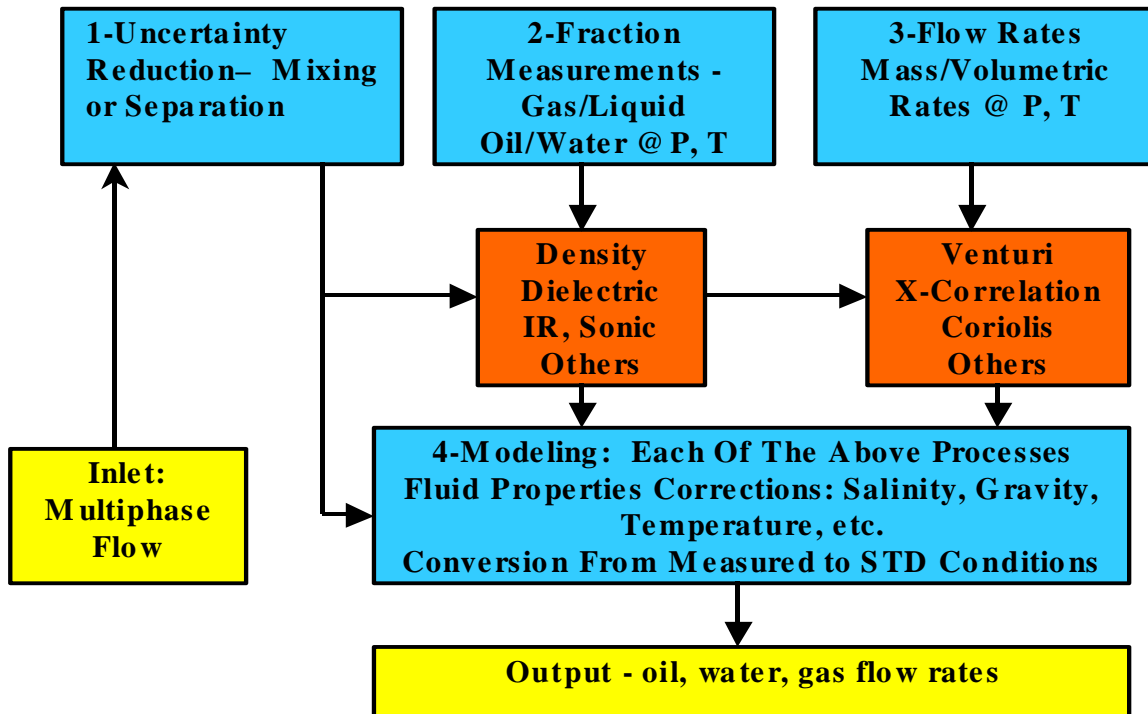 1-Uncertainty
Reduction– Mixing
or Separation
2-Fraction
Measurements -
Gas/Liquid
Oil/Water @ P, T
3-Flow Rates
Mass/Volumetric
Rates @ P, T
Density
Dielectric
IR, Sonic
Others
Venturi
X-Correlation
Coriolis
Others
Inlet:
Multiphase
Flow
4-Modeling: Each Of The Above Processes
Fluid Properties Corrections: Salinity, Gravity,
Temperature, etc.
Conversion From Measured to STD Conditions
Output - oil, water, gas flow rates